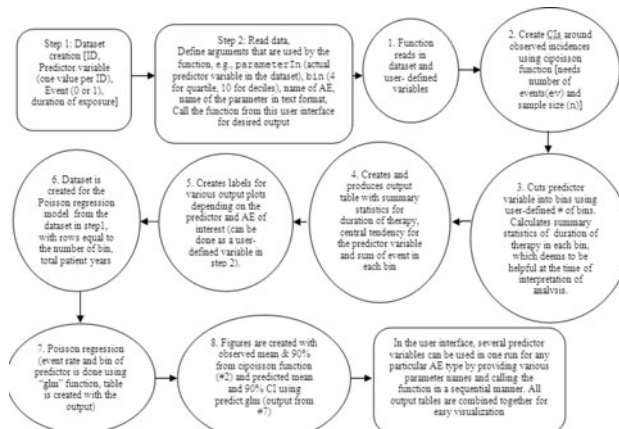 Step 1: Dataset creation [ID,
Predictor variable
(one value per ID),
Event (0 or 1),
duration of exposure]
Step 2: Read data,
Define arguments that are used by the
function, e.g., parameterIn (actual
predictor variable in the dataset), bin (4
for quartile, 10 for deciles), name of AE,
name of the parameter in text format,
Call the function from this user interface
for desired output
1. Function
reads in
dataset and
user- defined
variables
2. Create CIs around
observed incidences
using cipoisson
function [needs
number of
events(ev) and
sample size (n)]
3. Cuts predictor
variable into bins using
user-defined # of bins.
Calculates summary
statistics of duration of
therapy in each bin,
which deems to be
helpful at the time of
interpretation of
analysis.
4. Creates and
produces output
table with summary
statistics for
duration of therapy,
central tendency for
the predictor variable
and sum of event in
each bin
5. Creates labels for
various output plots
depending on the
predictor and AE of
interest (can be
done as a user-
defined variable in
step 2).
6. Dataset is
created for the
Poisson regression
model from the
dataset in step1,
with rows equal to
the number of bin,
total patient years
7. Poisson regression
(event rate and bin of
predictor is done using
"glm" function, table
is created with the
output)
8. Figures are created with
observed mean & 90%
from cipoisson function
(#2) and predicted mean
and 90% CI using
predict.glm (output from
#7)
In the user interface, several predictor
variables can be used in one run for any
particular AE type by providing various
parameter names and calling the
function in a sequential manner. All
output tables are combined together for
easy visualization